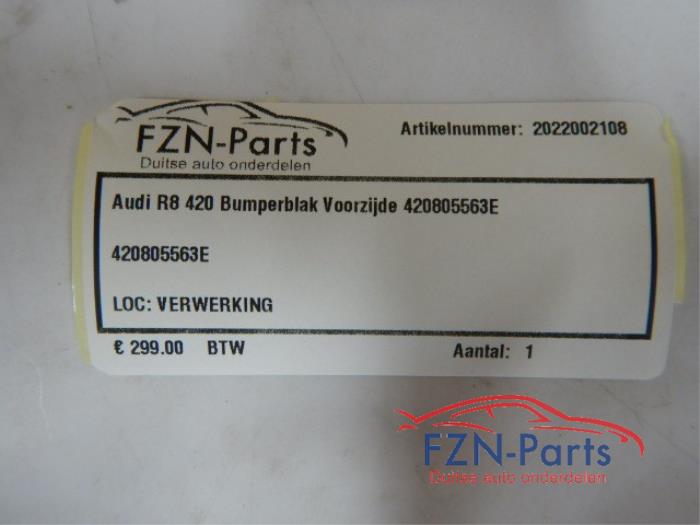 FZN-Parts
Duitse auto onderdelen
Artikelnummer: 2022002108
Audi R8 420 Bumperblak Voorzijde 420805563E
420805563E
LOC: VERWERKING
€ 299.00 BTW
Aantal: 1
FZN-Parts
Duitse auto onderdelen